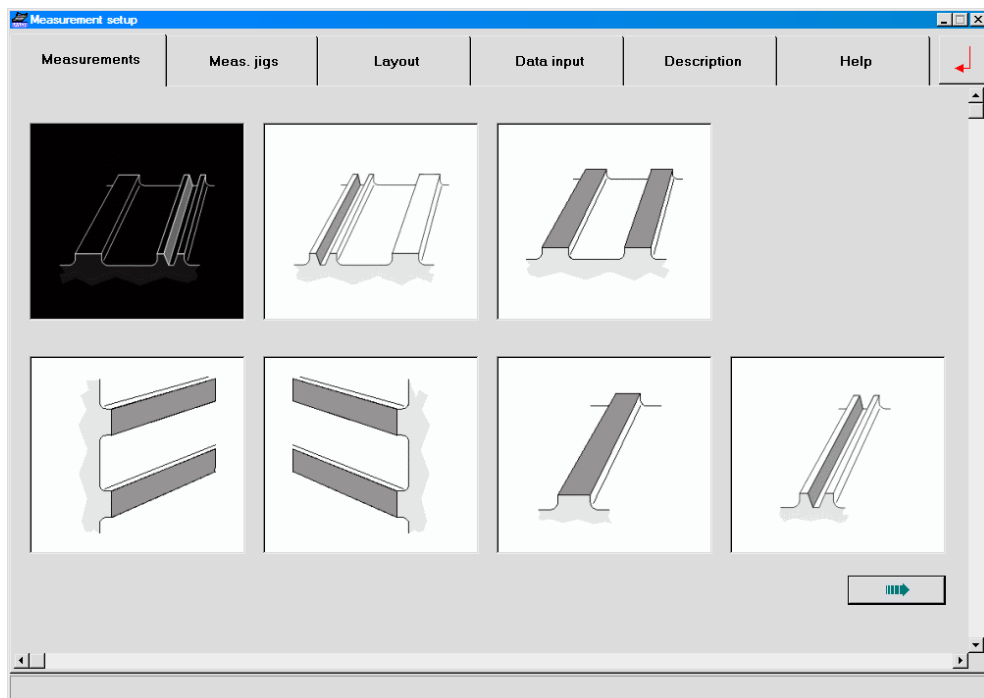 Measurement setup
Measurements
Meas. jigs
Layout
Data input
Description
Help